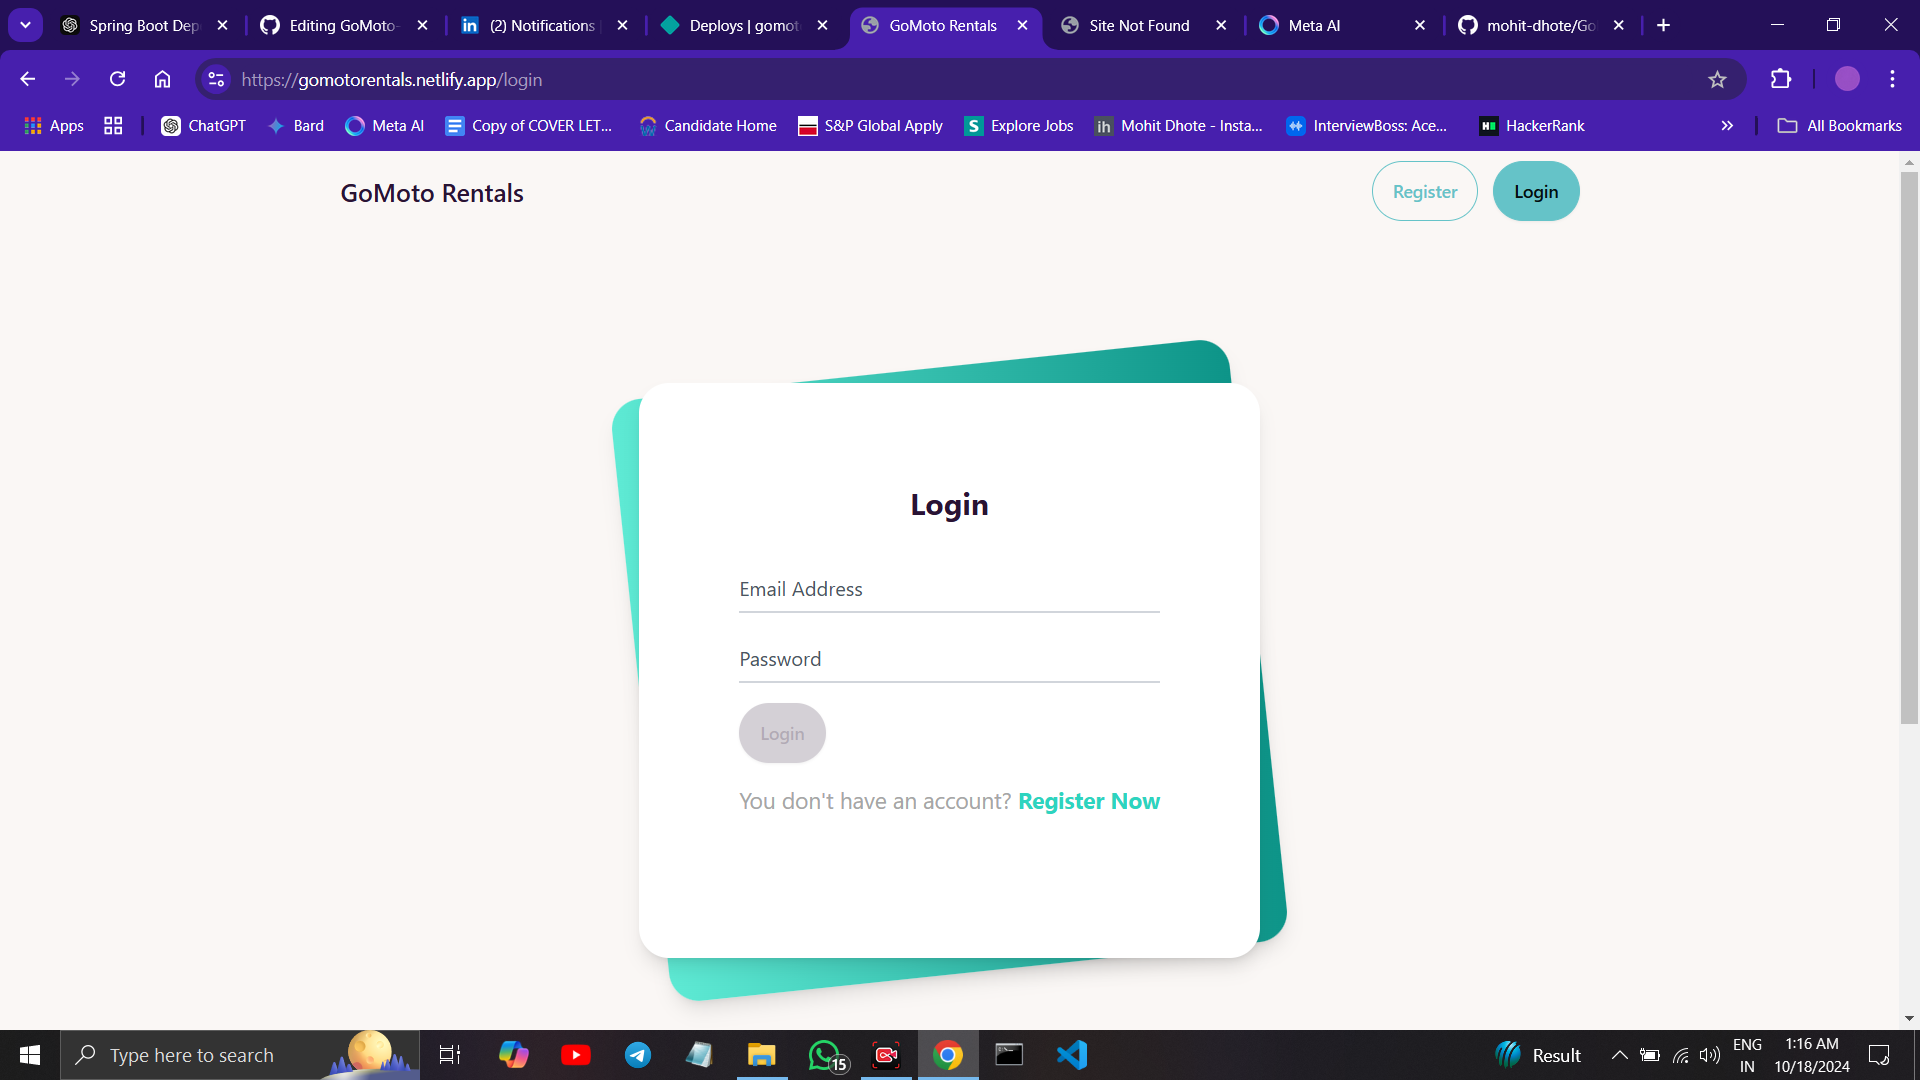 Spring Boot Dep
Editing GoMoto-
(2) Notifications
Deploys | gomot
GoMoto Rentals
Site Not Found
Meta AI
mohit-dhote/Go
https://gomotorentals.netlify.app/login
Apps
ChatGPT
Bard
Meta AI
Copy of COVER LET...
Candidate Home
S&P Global Apply
Explore Jobs
Mohit Dhote - Insta...
InterviewBoss: Ace...
HackerRank
All Bookmarks
GoMoto Rentals
Register
Login
Login
Email Address
Password
Login
You don't have an account? Register Now
Type here to search
15
Result
ENG
IN
1:16 AM
10/18/2024